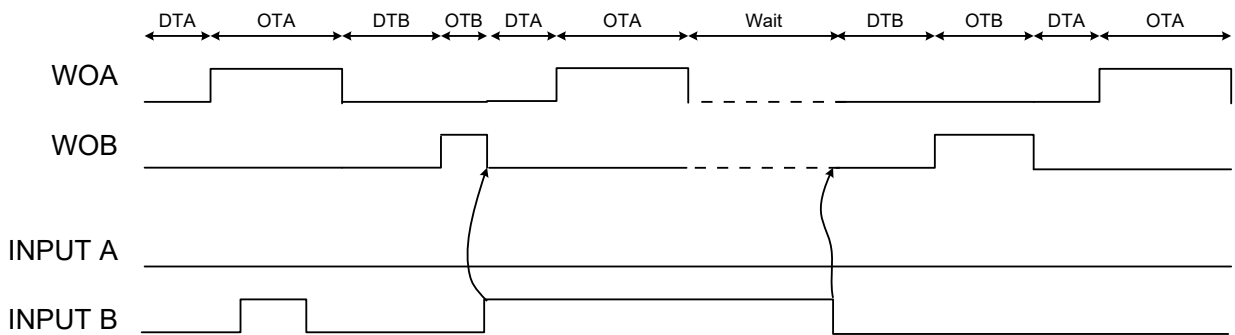 DTA OTA DTB OTB DTA OTA Wait DTB OTB DTA OTA
WOA
WOB
INPUT A
INPUT B